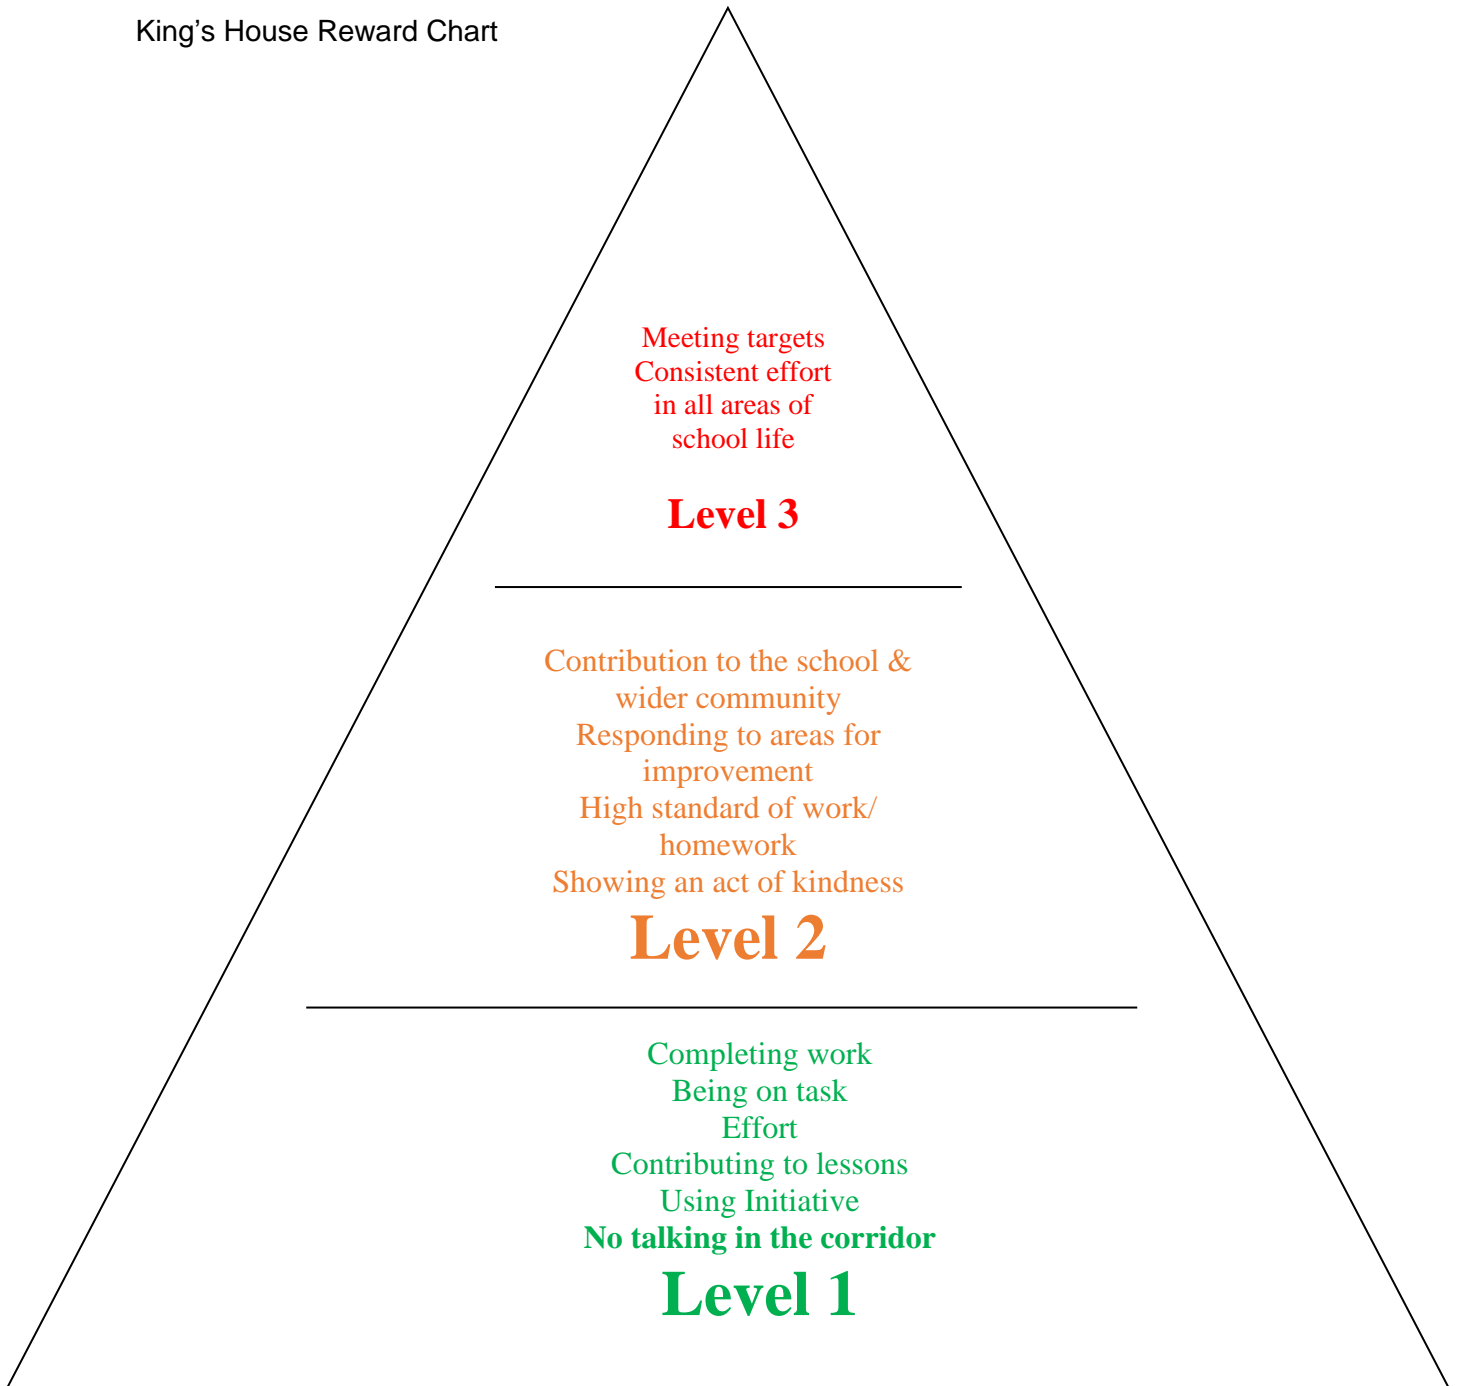 King's House Reward Chart
Meeting targets
Consistent effort
in all areas of
school life
Level 3
Contribution to the school &
wider community
Responding to areas for
improvement
High standard of work/
homework
Showing an act of kindness
Level 2
Completing work
Being on task
Effort
Contributing to lessons
Using Initiative
No talking in the corridor
Level 1